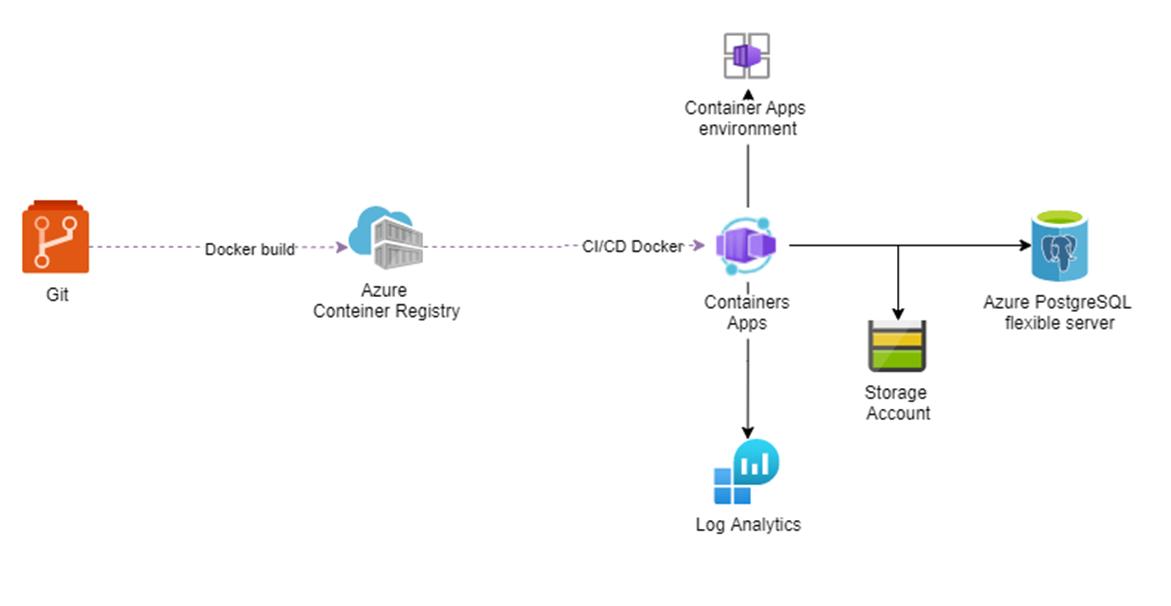 Container Apps
environment
Git
Docker build
Azure
Conteiner Registry
CI/CD Docker
Containers
Apps
Azure PostgreSQL
flexible server
Storage
Account
Log Analytics